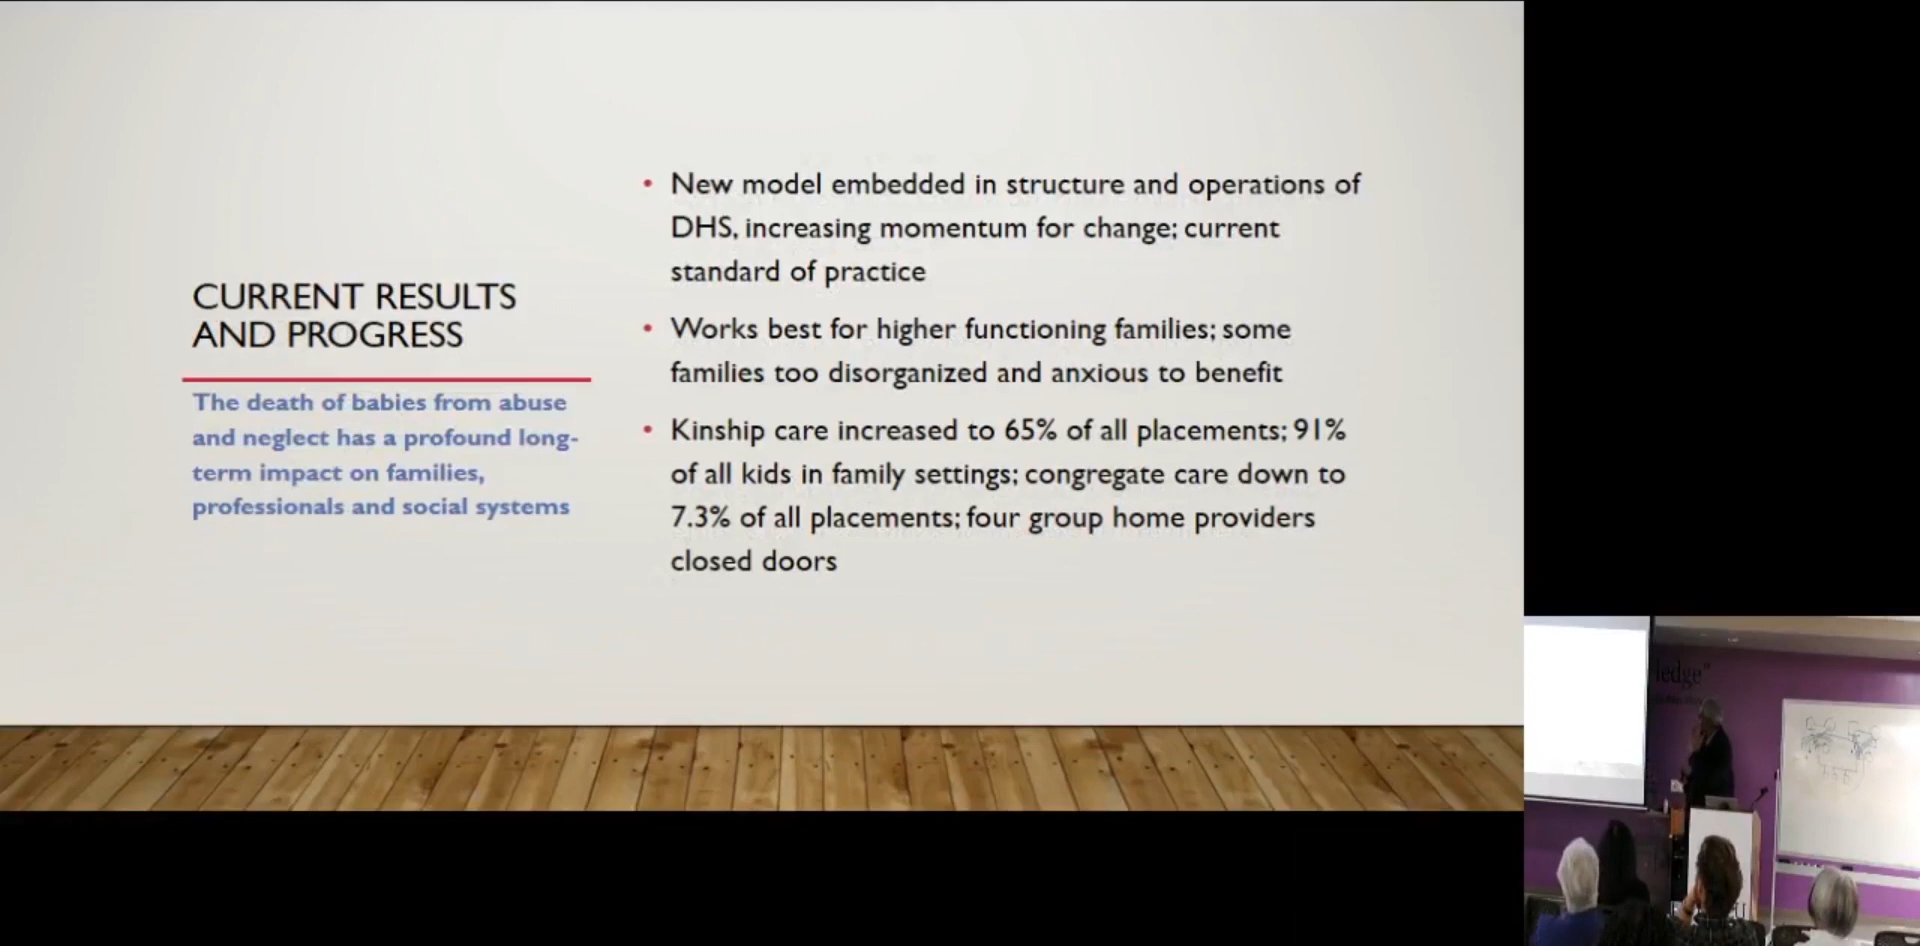 CURRENT RESULTS
AND PROGRESS
The death of babies from abuse
and neglect has a profound long-
term impact on families,
professionals and social systems
• New model embedded in structure and operations of
DHS, increasing momentum for change; current
standard of practice
• Works best for higher functioning families; some
families too disorganized and anxious to benefit
• Kinship care increased to 65% of all placements; 91%
of all kids in family settings; congregate care down to
7.3% of all placements; four group home providers
closed doors
ledge"